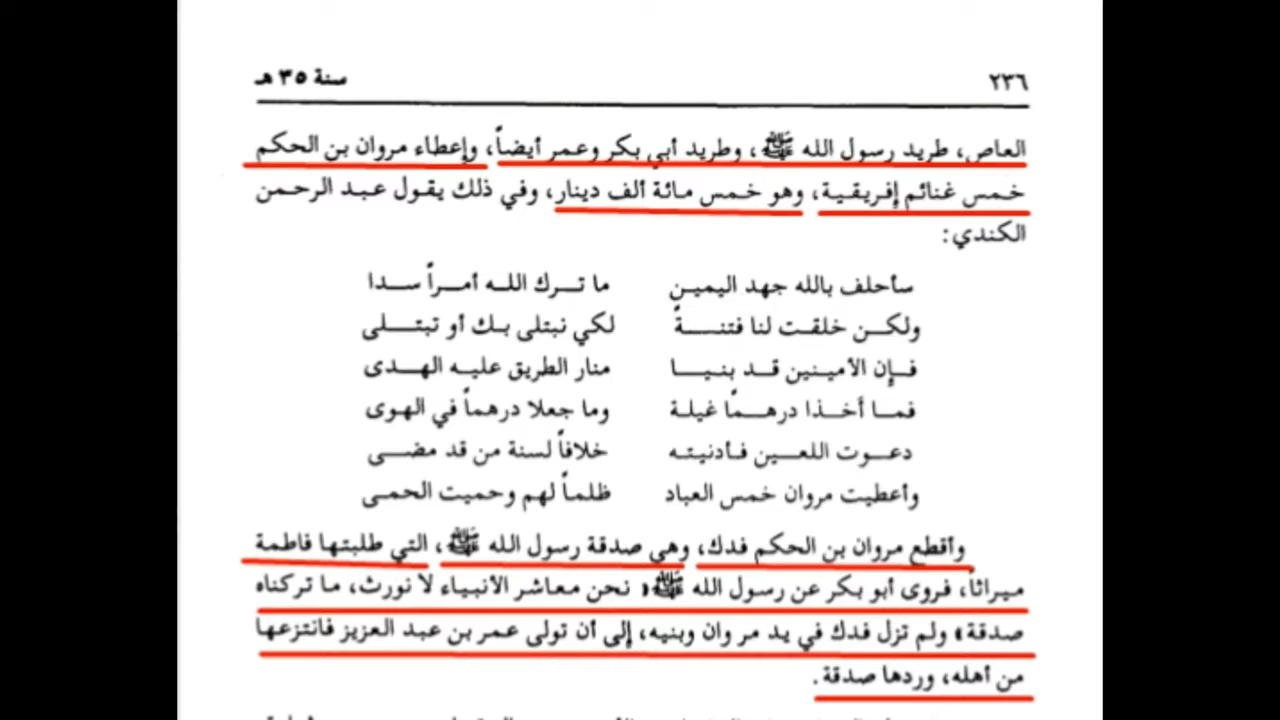 ٢٣٦ سنة ٣٥ هـ
العاص، طريد رسول الله ﷺ، وطريد أبي بكر وعمر أيضاً، وإعطاء مروان بن الحكم
خمس غنائم إفريقية، وهو خمس مائة ألف دينار، وفي ذلك يقول عبد الرحمن
الكندي:
سأحلف بالله جهد اليمين ما ترك الله أمراً سدا
ولكن خلقت لنا فتنةً لكي نبتلى بك أو تبتلى
فإن الأمينين قد بنيا منار الطريق عليه الهدى
فما أخذا درهماً غيلة وما جعلا درهماً في الهوى
دعوت اللعين فأدنيته خلافاً لسنة من قد مضى
وأعطيت مروان خمس العباد ظلماً لهم وحميت الحمى
وأقطع مروان بن الحكم فدك، وهي صدقة رسول الله ﷺ، التي طلبتها فاطمة
ميراثاً، فروى أبو بكر عن رسول الله ﷺ« نحن معاشر الأنبياء لا نورث، ما تركناه
صدقة» ولم تزل فدك في يد مروان وبنيه، إلى أن تولى عمر بن عبد العزيز فانتزعها
من أهله، وردها صدقة.